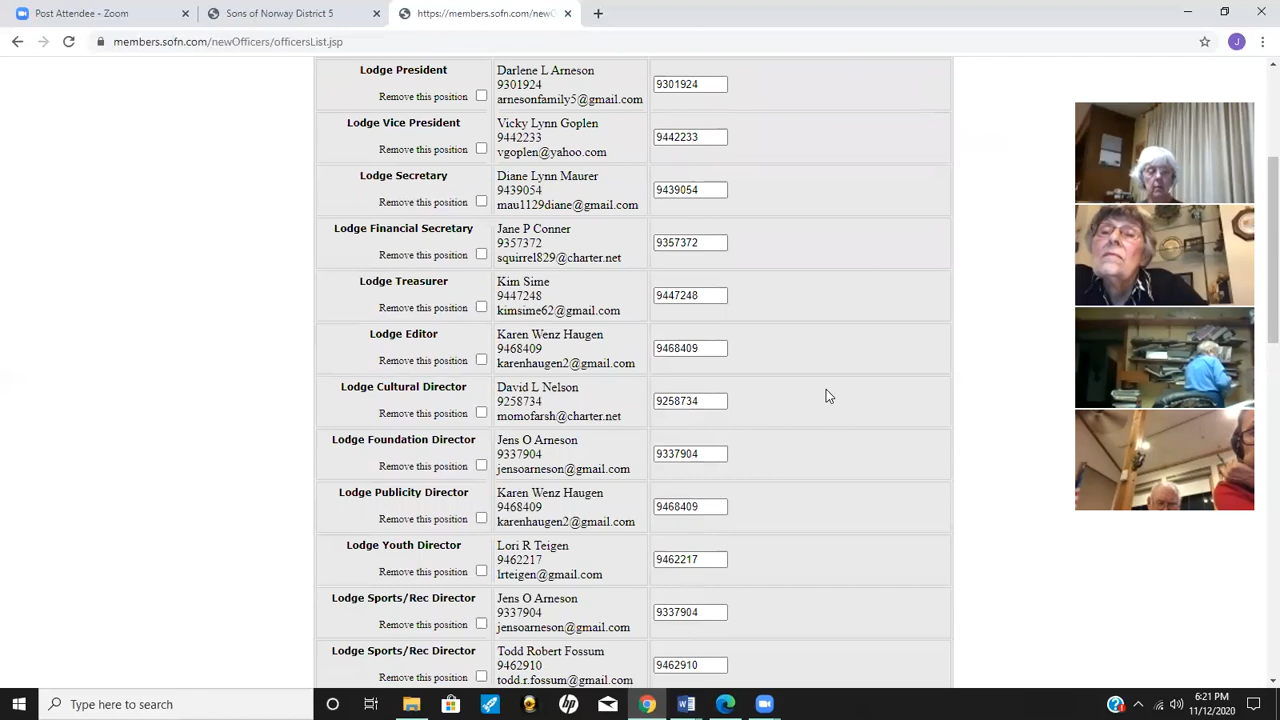 Post Attendee - Zoom
Sons of Norway District 5
https://members.sofn.com/newO
members.sofn.com/newOfficers/officersList.jsp
J
Lodge President
Remove this position
Darlene L Arneson
9301924
arnesonfamily5@gmail.com
9301924
Lodge Vice President
Remove this position
Vicky Lynn Goplen
9442233
vgoplen@yahoo.com
9442233
Lodge Secretary
Remove this position
Diane Lynn Maurer
9439054
mau1129diane@gmail.com
9439054
Lodge Financial Secretary
Remove this position
Jane P Conner
9357372
squirrel829@charter.net
9357372
Lodge Treasurer
Remove this position
Kim Sime
9447248
kimsime62@gmail.com
9447248
Lodge Editor
Remove this position
Karen Wenz Haugen
9468409
karenhaugen2@gmail.com
9468409
Lodge Cultural Director
Remove this position
David L Nelson
9258734
momofarsh@charter.net
9258734
Lodge Foundation Director
Remove this position
Jens O Arneson
9337904
jensoarneson@gmail.com
9337904
Lodge Publicity Director
Remove this position
Karen Wenz Haugen
9468409
karenhaugen2@gmail.com
9468409
Lodge Youth Director
Remove this position
Lori R Teigen
9462217
lrteigen@gmail.com
9462217
Lodge Sports/Rec Director
Remove this position
Jens O Arneson
9337904
jensoarneson@gmail.com
9337904
Lodge Sports/Rec Director
Remove this position
Todd Robert Fossum
9462910
todd.r.fossum@gmail.com
9462910
Type here to search
hp
W
6:21 PM
11/12/2020